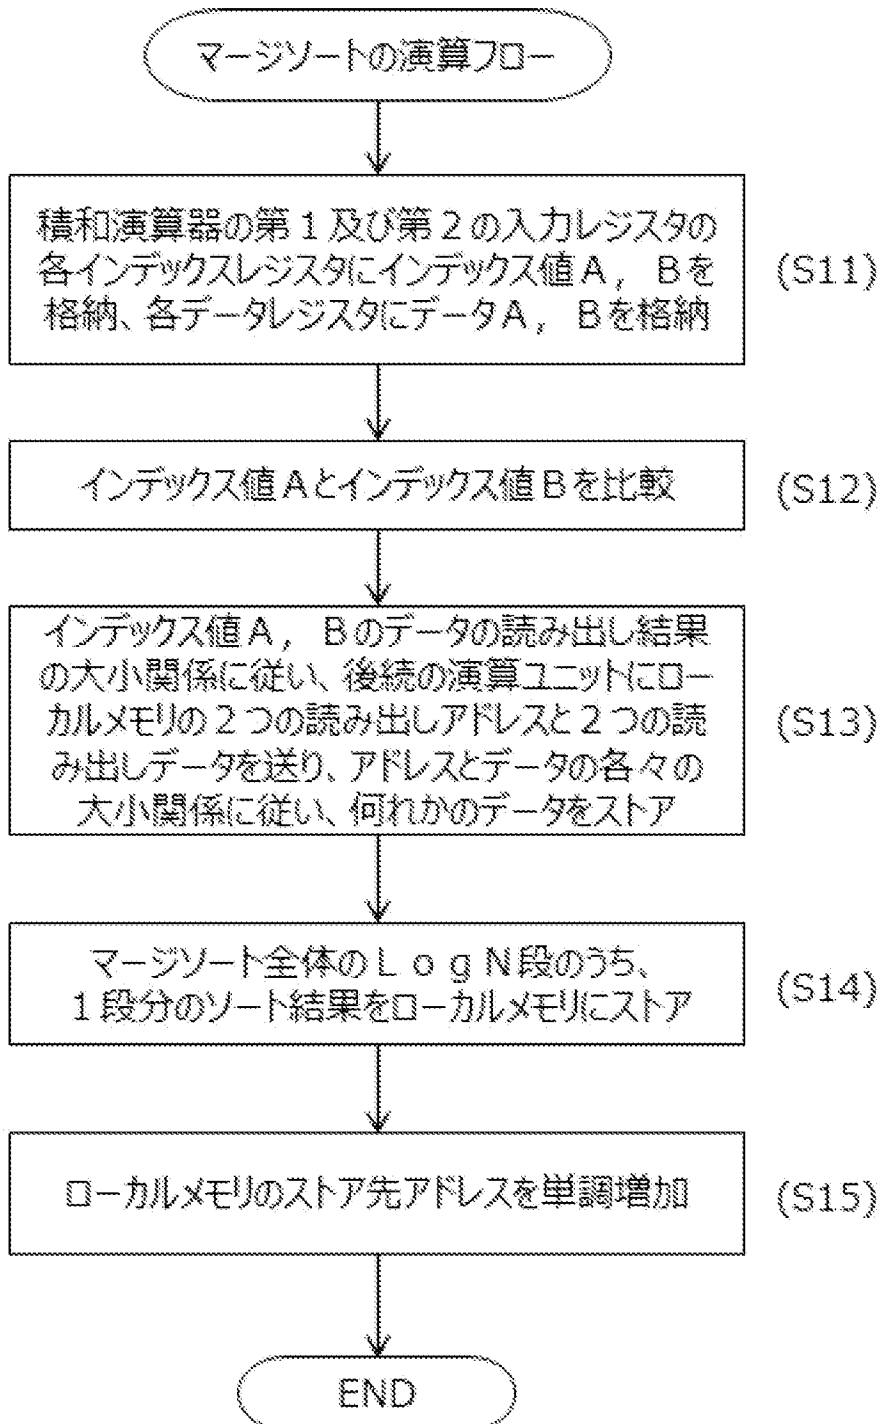 マージソートの演算フロー
積和演算器の第1及び第2の入力レジスタの
各インデックスレジスタにインデックス値A, Bを
格納、各データレジスタにデータA, Bを格納
(S11)
インデックス値Aとインデックス値Bを比較
(S12)
インデックス値A, Bのデータの読み出し結果
の大小関係に従い、後続の演算ユニットにロー
カルメモリの2つの読み出しアドレスと2つの読
み出しデータを送り、アドレスとデータの各々の
大小関係に従い、何れかのデータをストア
(S13)
マージソート全体のLogN段のうち、
1段分のソート結果をローカルメモリにストア
(S14)
ローカルメモリのストア先アドレスを単調増加
(S15)
END